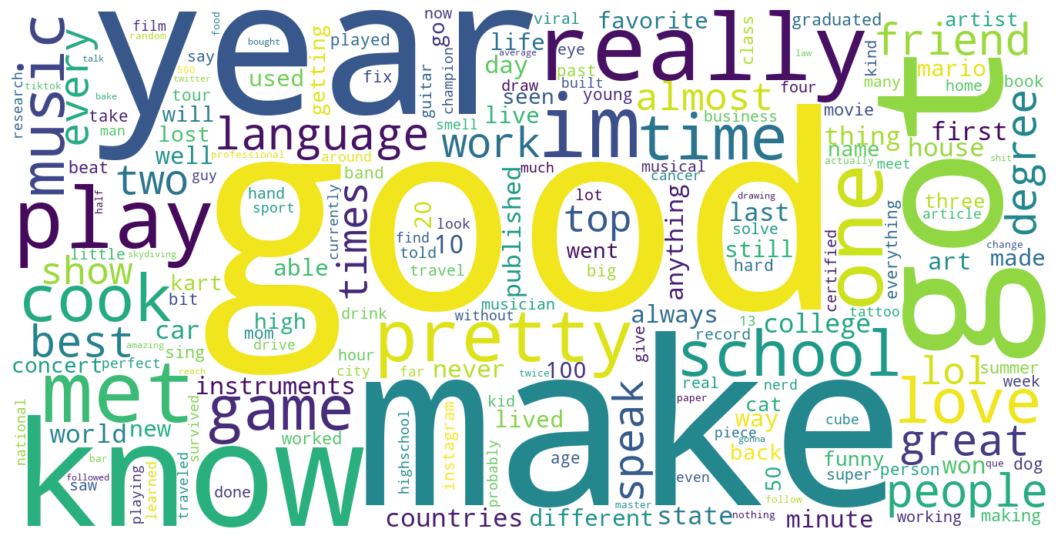 film
random
food
year
viral
favorite
graduated
artist
talk
say
bought
played
now
go
life
really
class
law
kind
friend
music
every
500
twitter
used
getting
fix
guitar
champion
average
eye
day
past
built
draw
four
many
mario
book
home
research
tiktok
bake
take
tour
will
seen
young
almost
movie
got
man
lost
language
smell
live
business
thing
first
degree
beat
well
professional
around
work
im
time
name
house
actually
meet
shit
two
guy
band
much
musical
cancer
half
hand
sport
times
currently
good
20
look
published
lot
top
drawing
last
one
three
article
play
find
told
10
went
anything
solve
still
certified
everything
change
little
skydiving
able
travel
big
hard
art
made
show
kart
cook
bit
drink
musician
without
always
13
college
tattoo
best
car
high
mom
drive
pretty
give
record
concert
perfect
sing
amazing
reach
hour
city
far
never
twice
100
school
lol
summer
week
met
instruments
make
kid
real
paper
nerd
cat
love
national
game
lived
speak
way
cube
world
new
survived
worked
highschool
instagram
probably
age
piece
gonna
back
funny
great
bar
know
person
won
que
dog
followed
saw
playing
learned
traveled
done
master
even
50
super
follow
people
countries
different
state
nothing
minute
working
making